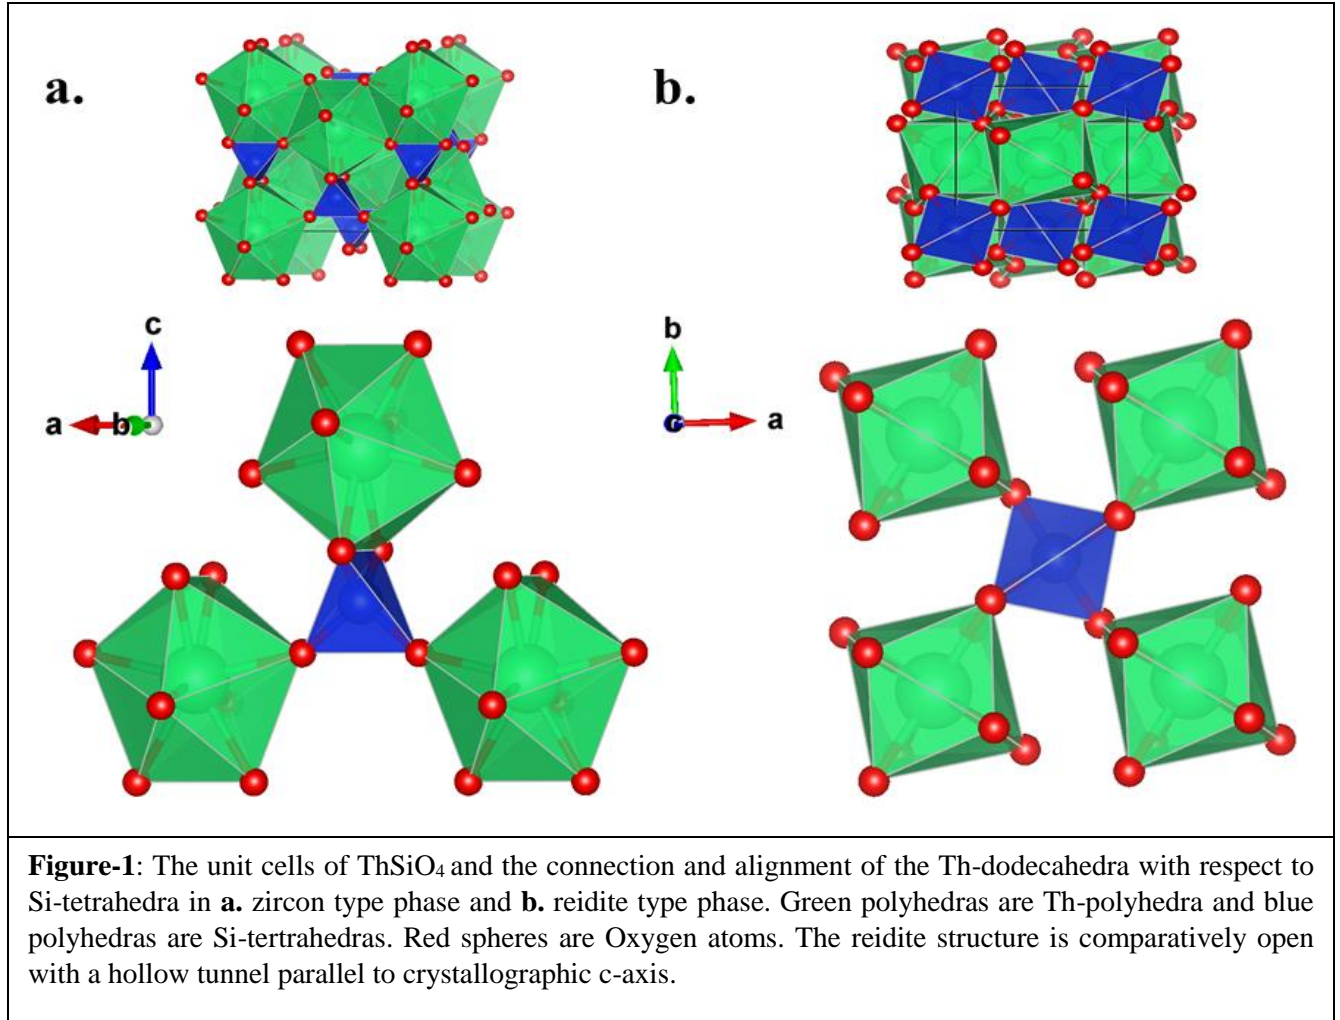 a.
b.
c
a
b
b
c
a
Figure-1: The unit cells of ThSiO4 and the connection and alignment of the Th-dodecahedra with respect to
Si-tetrahedra in a. zircon type phase and b. reidite type phase. Green polyhedras are Th-polyhedra and blue
polyhedras are Si-tertrahedras. Red spheres are Oxygen atoms. The reidite structure is comparatively open
with a hollow tunnel parallel to crystallographic c-axis.